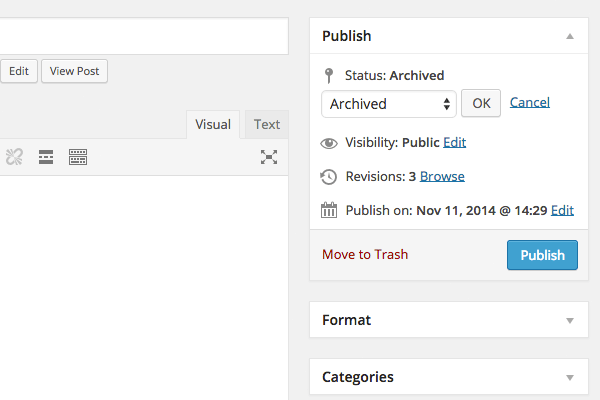 Edit View Post
Visual Text
Publish
Status: Archived
Archived OK Cancel
Visibility: Public Edit
Revisions: 3 Browse
Publish on: Nov 11, 2014 @ 14:29 Edit
Move to Trash Publish
Format
Categories